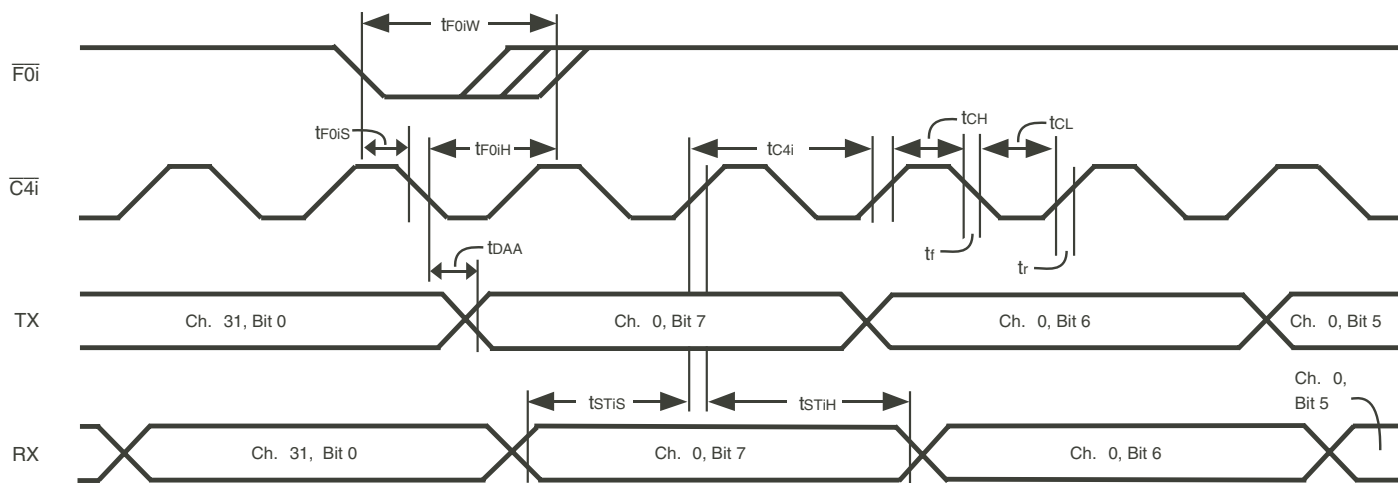 tF0iW
F0i
tF0iS
tF0iH
tC4i
tCH
tCL
C4i
tDAA
tf
tr
TX
Ch. 31, Bit 0
Ch. 0, Bit 7
Ch. 0, Bit 6
Ch. 0, Bit 5
Ch. 0,
Bit 5
tSTiS
tSTiH
RX
Ch. 31, Bit 0
Ch. 0, Bit 7
Ch. 0, Bit 6